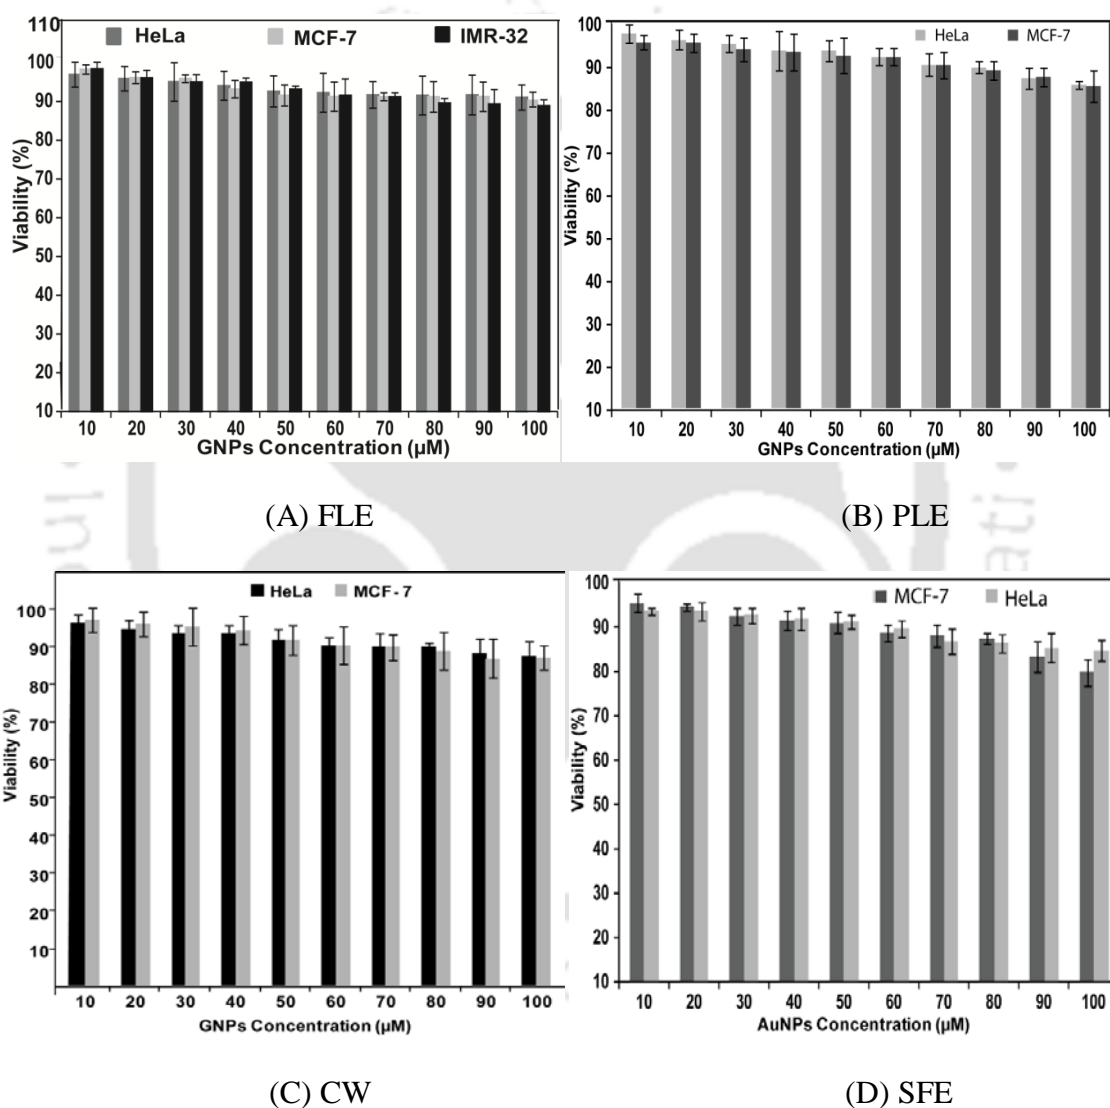 110
100
90
80
70
60
50
40
30
20
10
Viability (%)
HeLa MCF-7 IMR-32
10 20 30 40 50 60 70 80 90 100
GNPs Concentration (µM)
(A) FLE
100
90
80
70
60
50
40
30
20
10
Viability (%)
HeLa MCF-7
10 20 30 40 50 60 70 80 90 100
GNPs Concentration (µM)
(B) PLE
100
90
80
70
60
50
40
30
20
10
Viability (%)
HeLa MCF-7
10 20 30 40 50 60 70 80 90 100
GNPs Concentration (µM)
(C) CW
100
90
80
70
60
50
40
30
20
10
Viability (%)
MCF-7 HeLa
10 20 30 40 50 60 70 80 90 100
AuNPs Concentration (µM)
(D) SFE